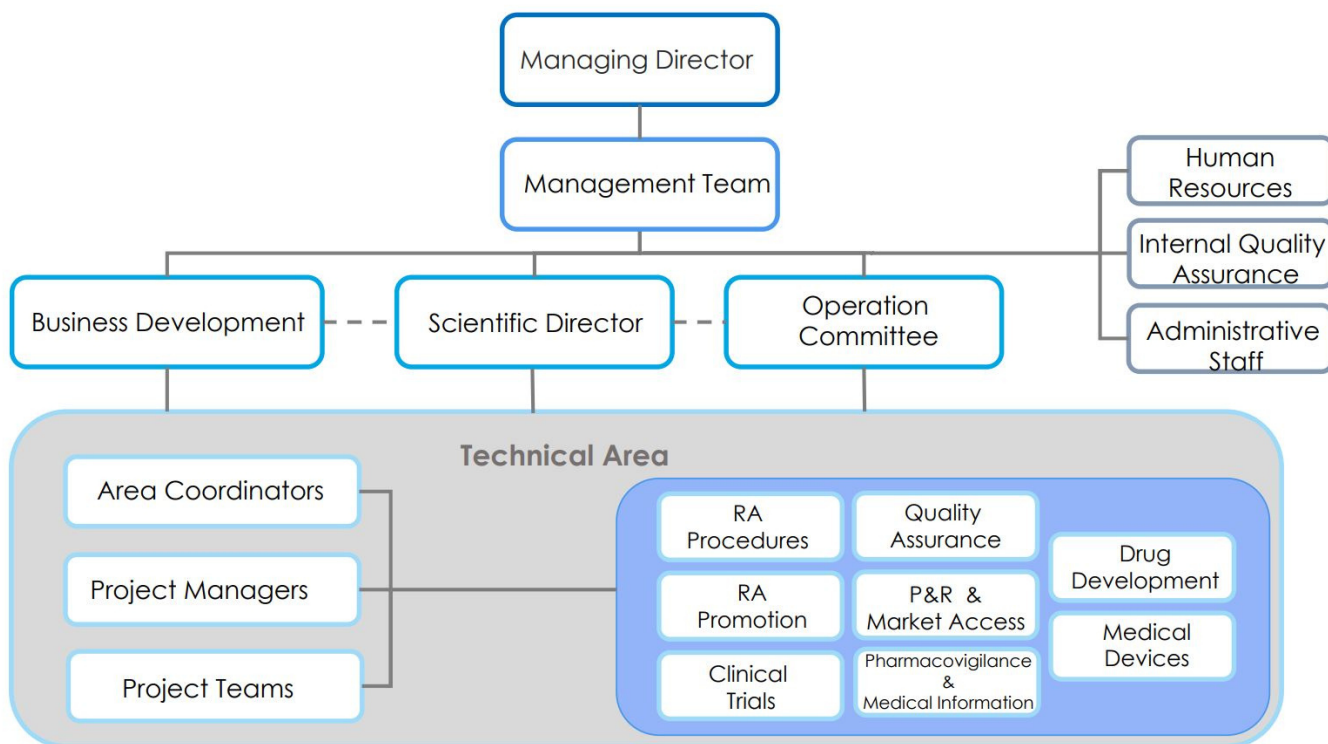 Managing Director
Management Team
Human
Resources
Internal Quality
Assurance
Administrative
Staff
Business Development
Scientific Director
Operation
Committee
Technical Area
Area Coordinators
Project Managers
Project Teams
RA
Procedures
RA
Promotion
Clinical
Trials
Quality
Assurance
P&R &
Market Access
Pharmacovigilance
&
Medical Information
Drug
Development
Medical
Devices